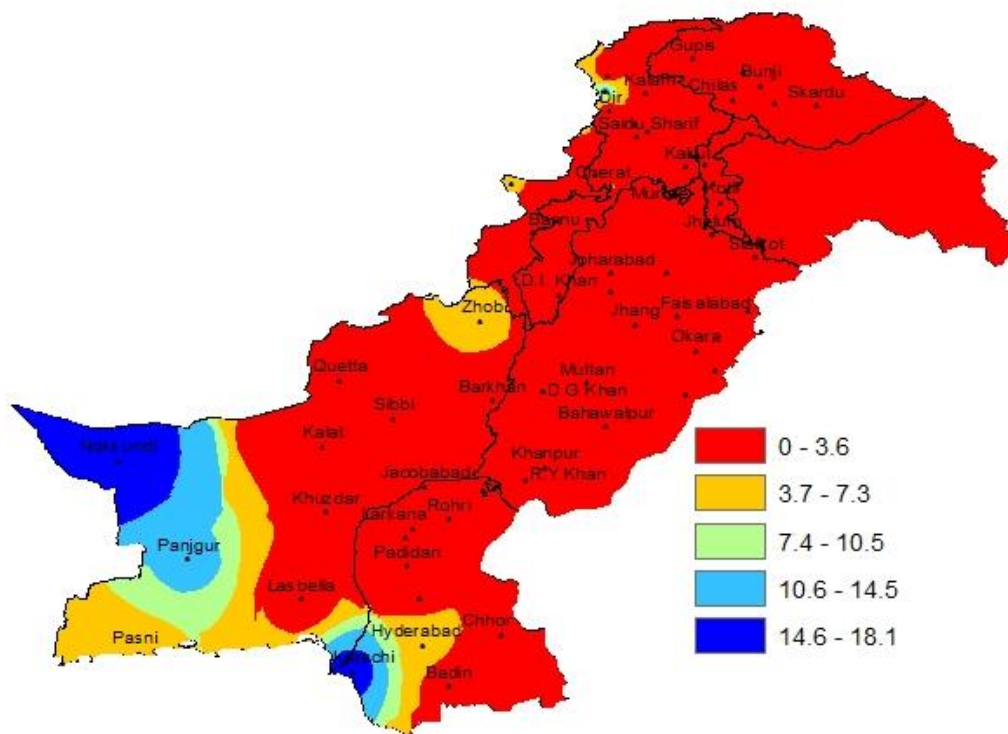 Gupis
Bunji
Kalam
Chilas
Skardu
Dir
Saidu Sharif
Kakul
Cherat
Kotli
Bannu
Jhelum
Sialkot
Joharabad
D.I. Khan
Zhob
Jhang
Faisalabad
Okara
Quetta
Multan
Barkhan
D.G.Khan
Sibbi
Bahawalpur
Kalat
Nokkundi
Khanpur
Jacobabad
R.Y.Khan
Khuzdar
Rohri
Larkana
Panjgur
Padidan
Lasbella
Chhor
Pasni
Hyderabad
Karachi
Badin
0 - 3.6
3.7 - 7.3
7.4 - 10.5
10.6 - 14.5
14.6 - 18.1